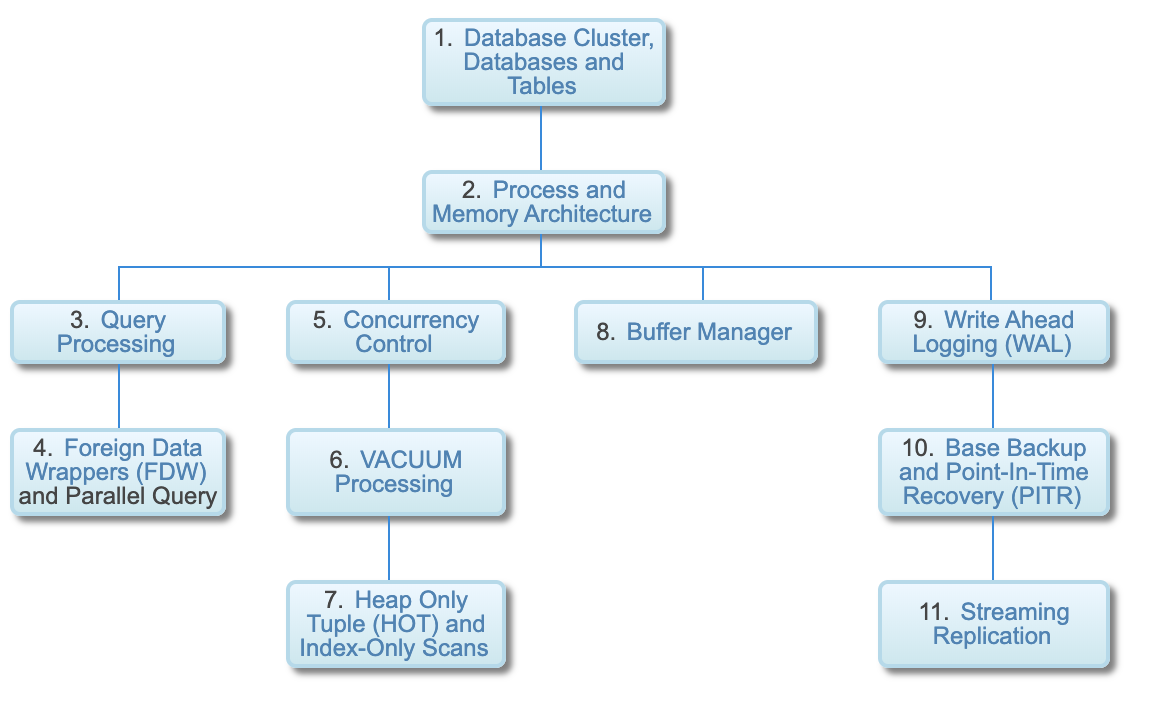 1. Database Cluster,
Databases and
Tables
2. Process and
Memory Architecture
3. Query
Processing
5. Concurrency
Control
8. Buffer Manager
9. Write Ahead
Logging (WAL)
4. Foreign Data
Wrappers (FDW)
and Parallel Query
6. VACUUM
Processing
10. Base Backup
and Point-In-Time
Recovery (PITR)
7. Heap Only
Tuple (HOT) and
Index-Only Scans
11. Streaming
Replication